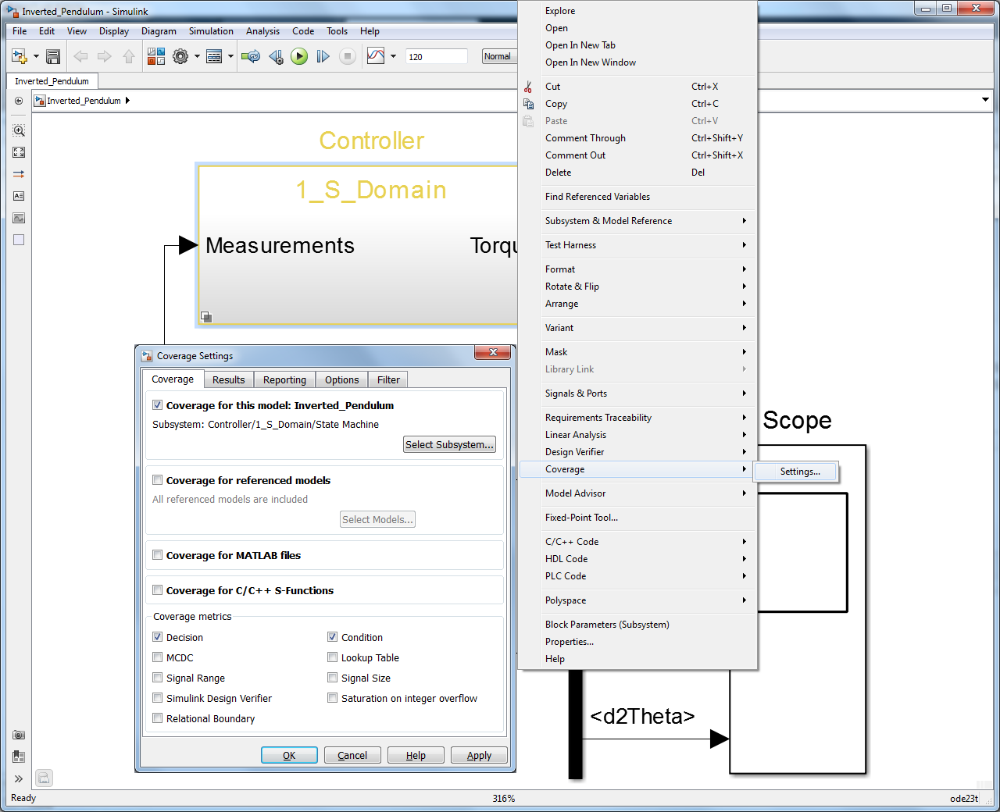 Inverted_Pendulum - Simulink
File Edit View Display Diagram Simulation Analysis Code Tools Help
120
Normal
Inverted_Pendulum
Inverted_Pendulum
Controller
1_S_Domain
Measurements
Torqu
Explore
Open
Open In New Tab
Open In New Window
Cut Ctrl+X
Copy Ctrl+C
Paste Ctrl+V
Comment Through Ctrl+Shift+Y
Comment Out Ctrl+Shift+X
Delete Del
Find Referenced Variables
Subsystem & Model Reference
Test Harness
Format
Rotate & Flip
Arrange
Variant
Mask
Library Link
Signals & Ports
Requirements Traceability
Linear Analysis
Design Verifier
Coverage
Settings...
Model Advisor
Fixed-Point Tool...
C/C++ Code
HDL Code
PLC Code
Polyspace
Block Parameters (Subsystem)
Properties...
Help
Coverage Settings
Coverage Results Reporting Options Filter
Coverage for this model: Inverted_Pendulum
Subsystem: Controller/1_S_Domain/State Machine
Select Subsystem...
Coverage for referenced models
All referenced models are included
Select Models...
Coverage for MATLAB files
Coverage for C/C++ S-Functions
Coverage metrics
Decision Condition
MCDC Lookup Table
Signal Range Signal Size
Simulink Design Verifier Saturation on integer overflow
Relational Boundary
OK Cancel Help Apply
Scope
<d2Theta>
Ready 316% ode23t